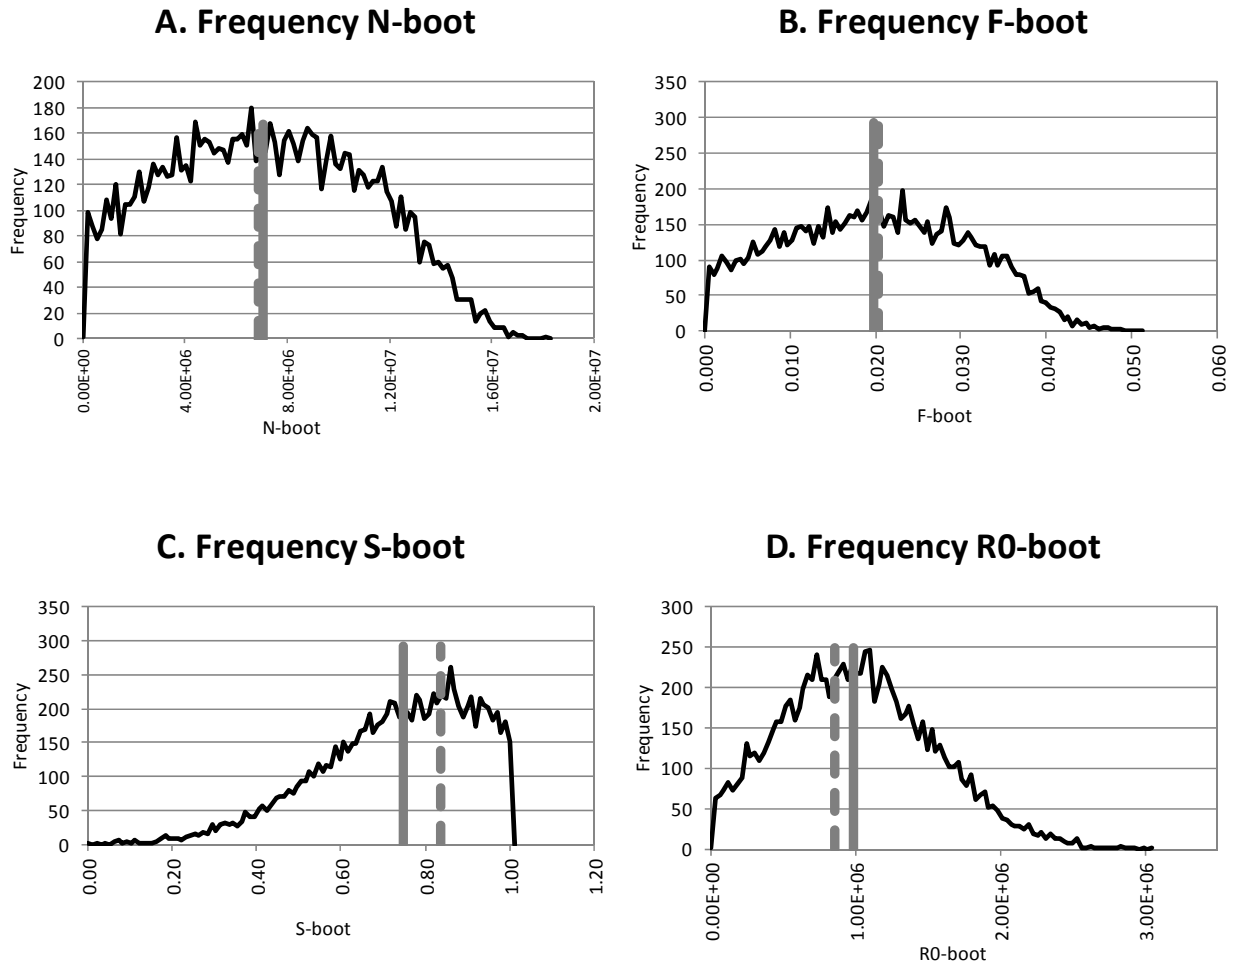 A. Frequency N-boot
200
180
160
140
120
100
80
60
40
20
0
Frequency
0.00E+00
4.00E+06
8.00E+06
1.20E+07
1.60E+07
2.00E+07
N-boot
B. Frequency F-boot
350
300
250
200
150
100
50
0
Frequency
0.000
0.010
0.020
0.030
0.040
0.050
0.060
F-boot
C. Frequency S-boot
350
300
250
200
150
100
50
0
Frequency
0.00
0.20
0.40
0.60
0.80
1.00
1.20
S-boot
D. Frequency R0-boot
300
250
200
150
100
50
0
Frequency
0.00E+00
1.00E+06
2.00E+06
3.00E+06
R0-boot